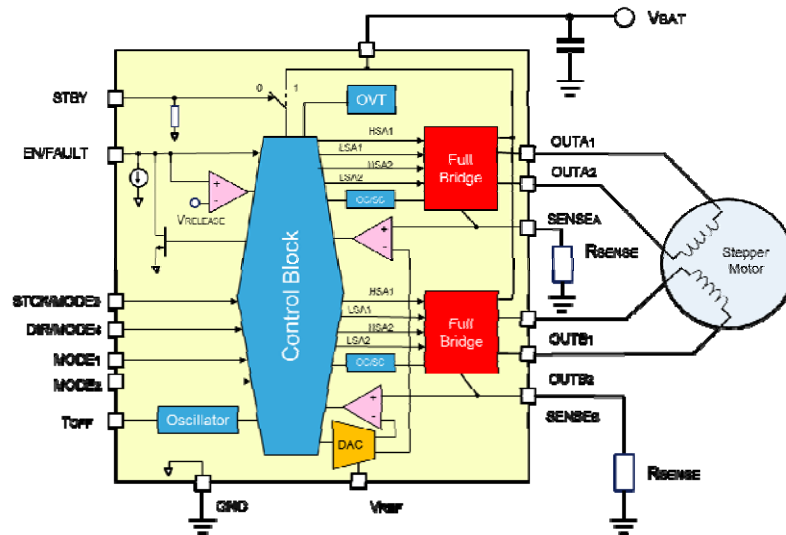 VBAT
STBY
0
1
OVT
EN/FAULT
HSA1
LSA1
HSA2
LSA2
OC/SC
Full
Bridge
OUTA1
OUTA2
+
-
VRELEASE
+
-
SENSEA
RSENSE
Stepper
Motor
Control Block
STCK/MODE3
DIR/MODE4
MODE1
MODE2
HSA1
LSA1
HSA2
LSA2
OC/SC
Full
Bridge
OUTB1
OUTB2
+
-
SENSEB
TOFF
Oscillator
DAC
RSENSE
GND
VREF